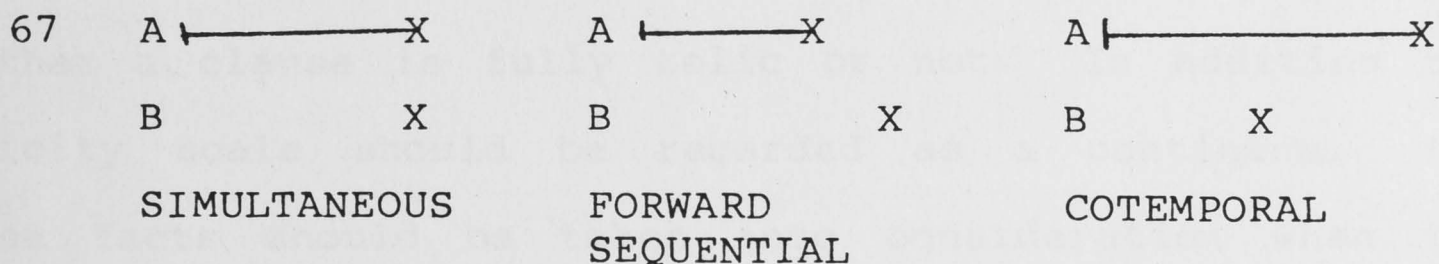 67 A X A X A X
B X B X B X
SIMULTANEOUS FORWARD COTEMPORAL
SEQUENTIAL